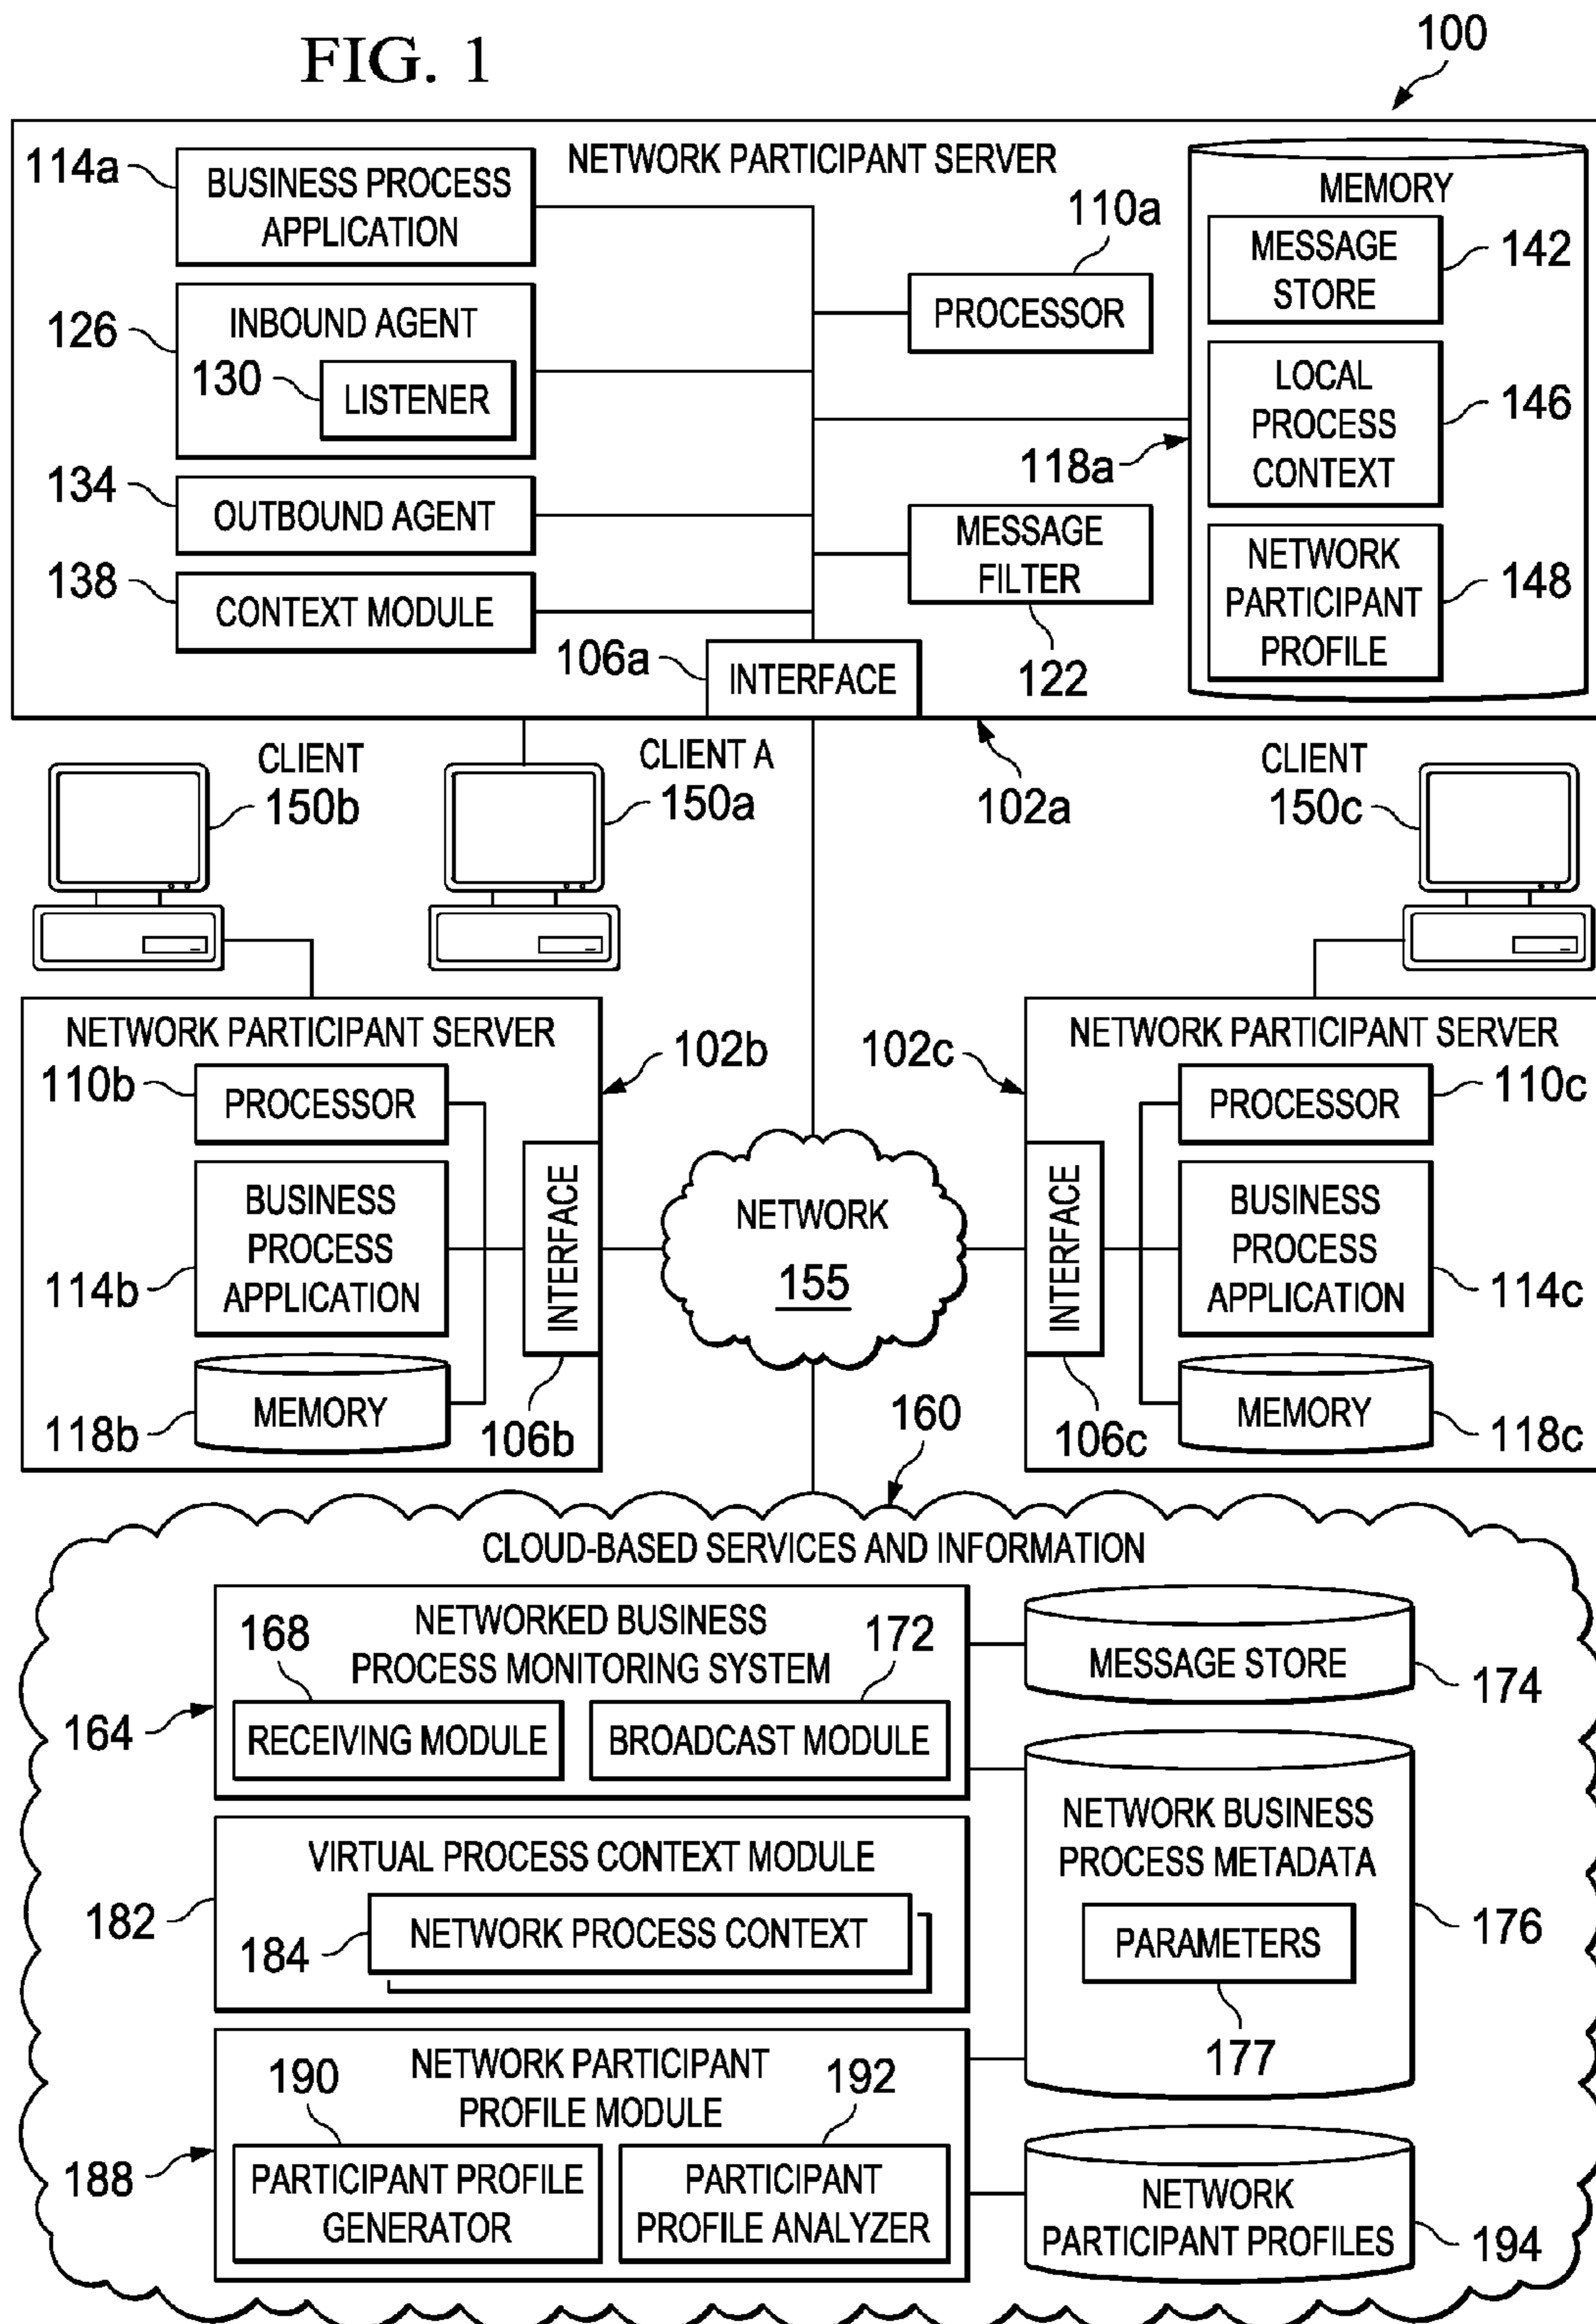 FIG. 1
100
NETWORK PARTICIPANT SERVER
114a
BUSINESS PROCESS
APPLICATION
126
INBOUND AGENT
130
LISTENER
134
OUTBOUND AGENT
138
CONTEXT MODULE
110a
PROCESSOR
118a
MESSAGE
FILTER
122
106a
INTERFACE
MEMORY
MESSAGE
STORE
142
LOCAL
PROCESS
CONTEXT
146
NETWORK
PARTICIPANT
PROFILE
148
102a
CLIENT
150b
CLIENT A
150a
CLIENT
150c
NETWORK PARTICIPANT SERVER
102b
110b
PROCESSOR
BUSINESS
PROCESS
APPLICATION
114b
MEMORY
118b
INTERFACE
106b
NETWORK
155
NETWORK PARTICIPANT SERVER
102c
PROCESSOR
110c
INTERFACE
106c
BUSINESS
PROCESS
APPLICATION
114c
MEMORY
118c
160
CLOUD-BASED SERVICES AND INFORMATION
NETWORKED BUSINESS
PROCESS MONITORING SYSTEM
168
172
164
RECEIVING MODULE
BROADCAST MODULE
MESSAGE STORE
174
VIRTUAL PROCESS CONTEXT MODULE
182
184
NETWORK PROCESS CONTEXT
NETWORK BUSINESS
PROCESS METADATA
176
PARAMETERS
177
NETWORK PARTICIPANT
PROFILE MODULE
190
192
188
PARTICIPANT PROFILE
GENERATOR
PARTICIPANT
PROFILE ANALYZER
NETWORK
PARTICIPANT PROFILES
194